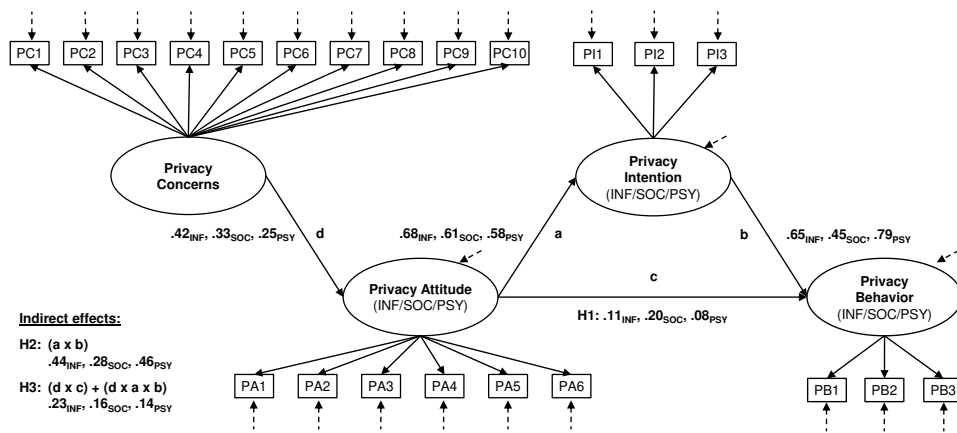 PC1 PC2 PC3 PC4 PC5 PC6 PC7 PC8 PC9 PC10
PI1 PI2 PI3
Privacy
Concerns
Privacy
Intention
(INF/SOC/PSY)
.42INF, .33SOC, .25PSY
d
.68INF, .61SOC, .58PSY
a
b
.65INF, .45SOC, .79PSY
Privacy Attitude
(INF/SOC/PSY)
c
H1: .11INF, .20SOC, .08PSY
Privacy
Behavior
(INF/SOC/PSY)
Indirect effects:
H2: (a x b)
.44INF, .28SOC, .46PSY
H3: (d x c) + (d x a x b)
.23INF, .16SOC, .14PSY
PA1 PA2 PA3 PA4 PA5 PA6
PB1 PB2 PB3